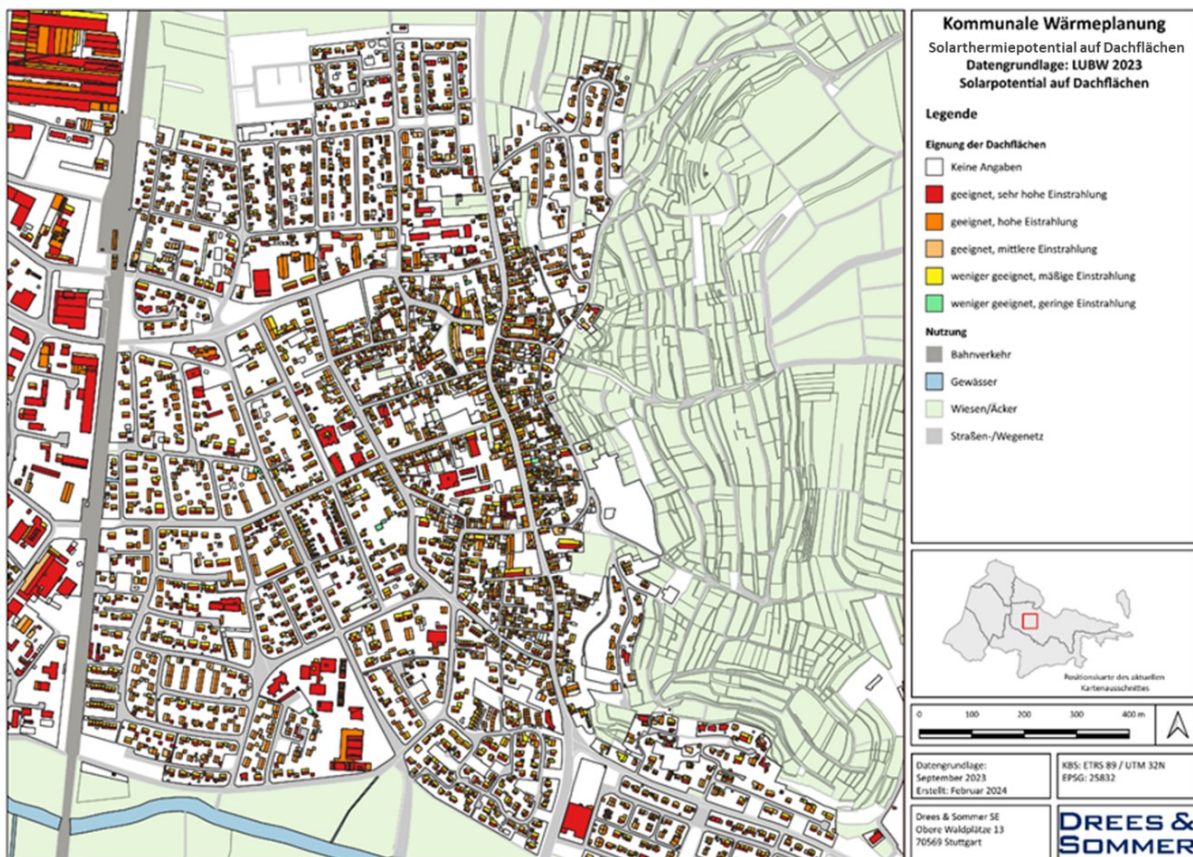 Kommunale Wärmeplanung
Solarthermiepotential auf Dachflächen
Datengrundlage: LUBW 2023
Solarpotential auf Dachflächen
Legende
Eignung der Dachflächen
Keine Angaben
geeignet, sehr hohe Einstrahlung
geeignet, hohe Eistrahlung
geeignet, mittlere Einstrahlung
weniger geeignet, mäßige Einstrahlung
weniger geeignet, geringe Einstrahlung
Nutzung
Bahnverkehr
Gewässer
Wiesen/Äcker
Straßen-/Wegenetz
Positionskarte des aktuellen
Kartenausschnittes
0 100 200 300 400 m
Datengrundlage:
September 2023
Erstellt: Februar 2024
KBS: ETRS 89 / UTM 32N
EPSG: 25832
Drees & Sommer SE
Obere Waldplätze 13
70569 Stuttgart
DREES &
SOMMER